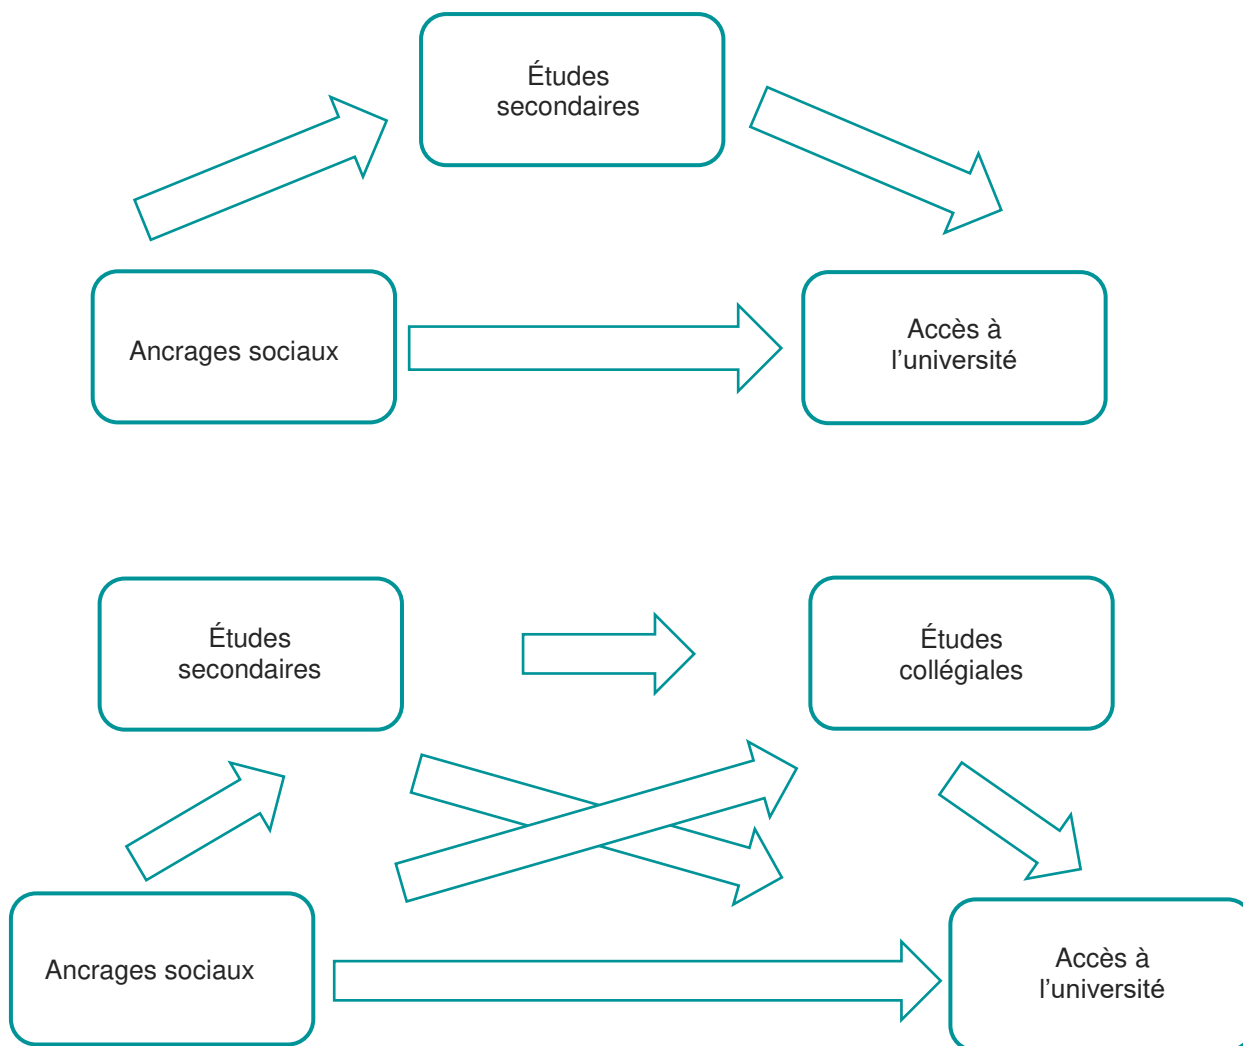 Études
secondaires
Ancrages sociaux
Accès à
l’université
Études
secondaires
Études
collégiales
Ancrages sociaux
Accès à
l’université